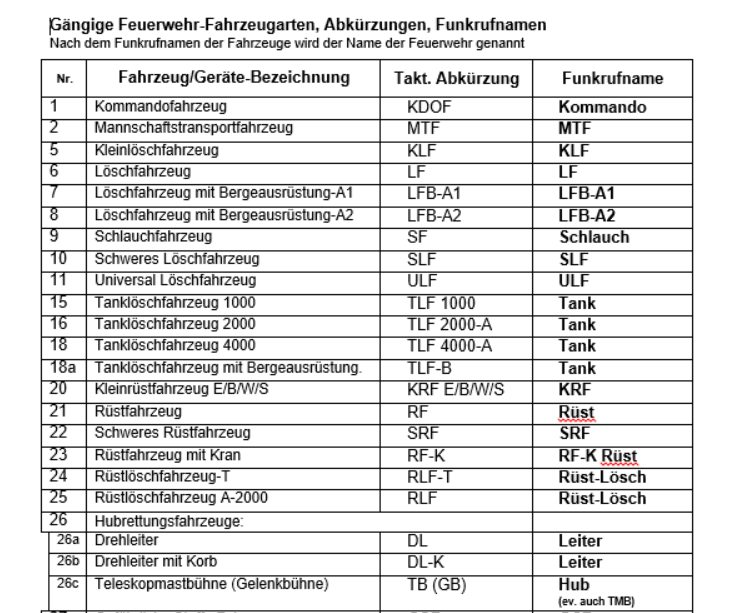 Gängige Feuerwehr-Fahrzeugarten, Abkürzungen, Funkrufnamen
Nach dem Funkrufnamen der Fahrzeuge wird der Name der Feuerwehr genannt
Nr. Fahrzeug/Geräte-Bezeichnung Takt. Abkürzung Funkrufname
1 Kommandofahrzeug KDOF Kommando
2 Mannschaftstransportfahrzeug MTF MTF
5 Kleinlöschfahrzeug KLF KLF
6 Löschfahrzeug LF LF
7 Löschfahrzeug mit Bergeausrüstung-A1 LFB-A1 LFB-A1
8 Löschfahrzeug mit Bergeausrüstung-A2 LFB-A2 LFB-A2
9 Schlauchfahrzeug SF Schlauch
10 Schweres Löschfahrzeug SLF SLF
11 Universal Löschfahrzeug ULF ULF
15 Tanklöschfahrzeug 1000 TLF 1000 Tank
16 Tanklöschfahrzeug 2000 TLF 2000-A Tank
18 Tanklöschfahrzeug 4000 TLF 4000-A Tank
18a Tanklöschfahrzeug mit Bergeausrüstung. TLF-B Tank
20 Kleinrüstfahrzeug E/B/W/S KRF E/B/W/S KRF
21 Rüstfahrzeug RF Rüst
22 Schweres Rüstfahrzeug SRF SRF
23 Rüstfahrzeug mit Kran RF-K RF-K Rüst
24 Rüstlöschfahrzeug-T RLF-T Rüst-Lösch
25 Rüstlöschfahrzeug A-2000 RLF Rüst-Lösch
26 Hubrettungsfahrzeuge:
26a Drehleiter DL Leiter
26b Drehleiter mit Korb DL-K Leiter
26c Teleskopmastbühne (Gelenkbühne) TB (GB) Hub
(ev. auch TMB)